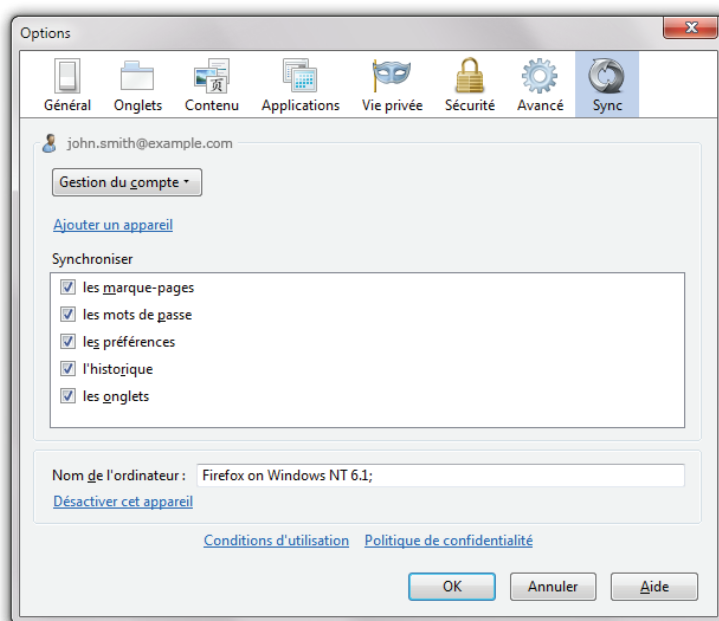 Options
Général Onglets Contenu Applications Vie privée Sécurité Avancé Sync
john.smith@example.com
Gestion du compte
Ajouter un appareil
Synchroniser
les marque-pages
les mots de passe
les préférences
l'historique
les onglets
Nom de l'ordinateur : Firefox on Windows NT 6.1;
Désactiver cet appareil
Conditions d'utilisation Politique de confidentialité
OK Annuler Aide